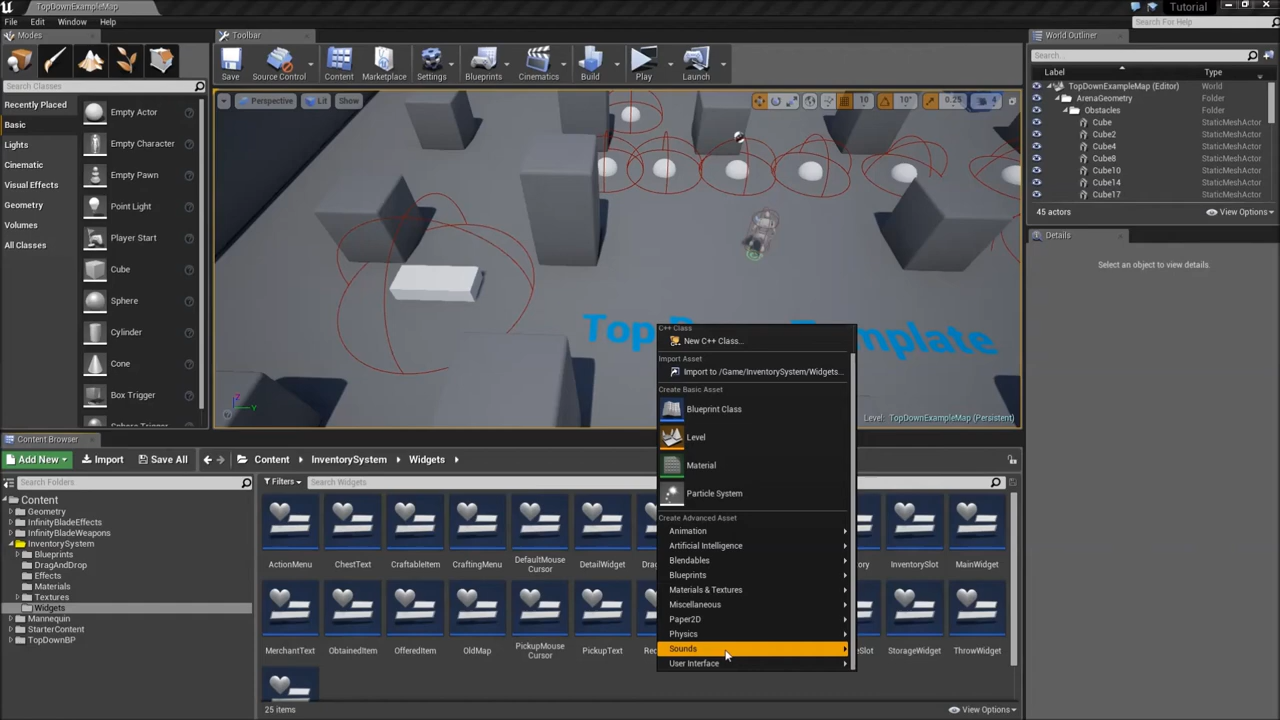 TopDownExampleMap
Tutorial
File Edit Window Help
Search For Help
Modes
Toolbar
World Outliner
Search Classes
Save
Source Control
Content
Marketplace
Settings
Blueprints
Cinematics
Build
Play
Launch
Search...
Label Type
Recently Placed
Basic
Lights
Cinematic
Visual Effects
Geometry
Volumes
All Classes
Empty Actor
Empty Character
Empty Pawn
Point Light
Player Start
Cube
Sphere
Cylinder
Cone
Box Trigger
Sphere Trigger
Perspective Lit Show
10 10° 0.25 4
TopDownExampleMap (Editor) World
ArenaGeometry Folder
Obstacles Folder
Cube StaticMeshActor
Cube2 StaticMeshActor
Cube4 StaticMeshActor
Cube8 StaticMeshActor
Cube10 StaticMeshActor
Cube14 StaticMeshActor
Cube17 StaticMeshActor
45 actors View Options
Details
Select an object to view details
Level: TopDownExampleMap (Persistent)
C++ Class
New C++ Class...
Import Asset
Import to /Game/InventorySystem/Widgets...
Create Basic Asset
Blueprint Class
Level
Material
Particle System
Create Advanced Asset
Animation
Artificial Intelligence
Blendables
Blueprints
Materials & Textures
Miscellaneous
Paper2D
Physics
Sounds
User Interface
Content Browser
Add New Import Save All Content InventorySystem Widgets
Search Folders
Filters Search Widgets
Content
Geometry
InfinityBladeEffects
InfinityBladeWeapons
InventorySystem
Blueprints
DragAndDrop
Effects
Materials
Textures
Widgets
Mannequin
StarterContent
TopDownBP
ActionMenu
ChestText
CraftableItem
CraftingMenu
DefaultMouse
Cursor
DetailWidget
InventorySlot
MainWidget
MerchantText
ObtainedItem
OfferedItem
OldMap
PickupMouse
Cursor
PickupText
StorageWidget
ThrowWidget
25 items
View Options